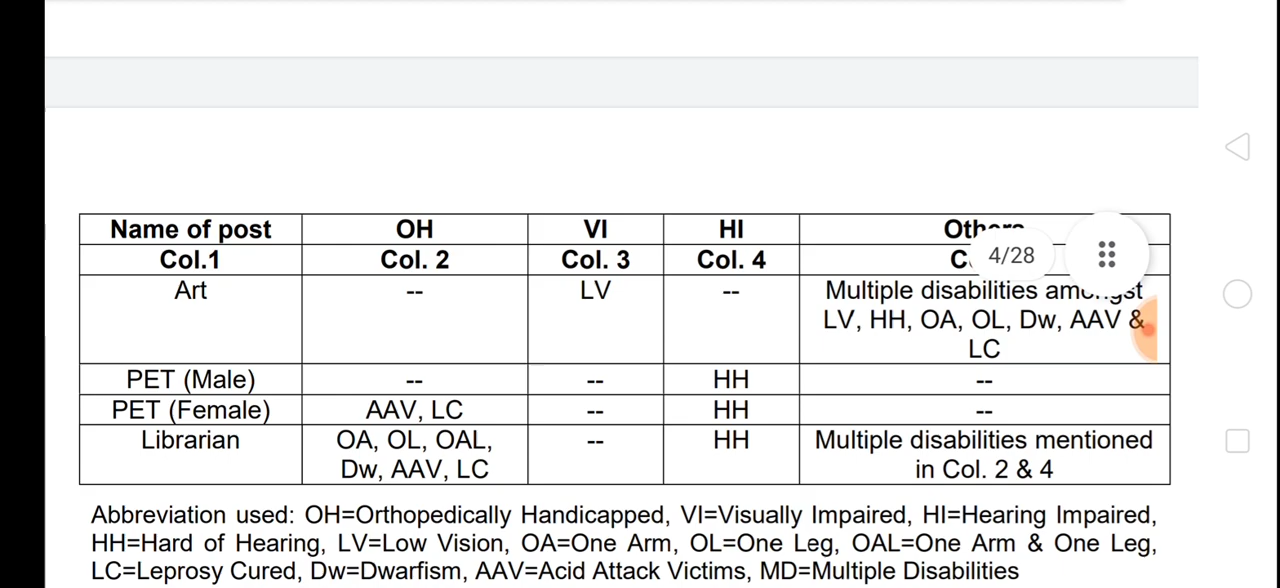 Name of post OH VI HI
Col.1 Col. 2 Col. 3 Col. 4
4/28
Art -- LV -- Multiple disabilities amongst
LV, HH, OA, OL, Dw, AAV &
LC
PET (Male) -- -- HH --
PET (Female) AAV, LC -- HH --
Librarian OA, OL, OAL, -- HH Multiple disabilities mentioned
Dw, AAV, LC in Col. 2 & 4
Abbreviation used: OH=Orthopedically Handicapped, VI=Visually Impaired, HI=Hearing Impaired,
HH=Hard of Hearing, LV=Low Vision, OA=One Arm, OL=One Leg, OAL=One Arm & One Leg,
LC=Leprosy Cured, Dw=Dwarfism, AAV=Acid Attack Victims, MD=Multiple Disabilities